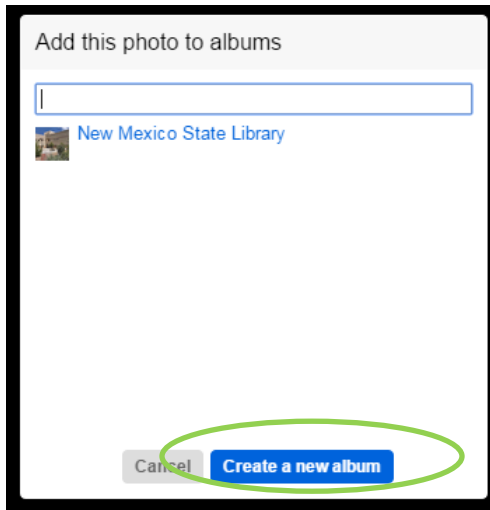 Add this photo to albums
New Mexico State Library
Cancel Create a new album